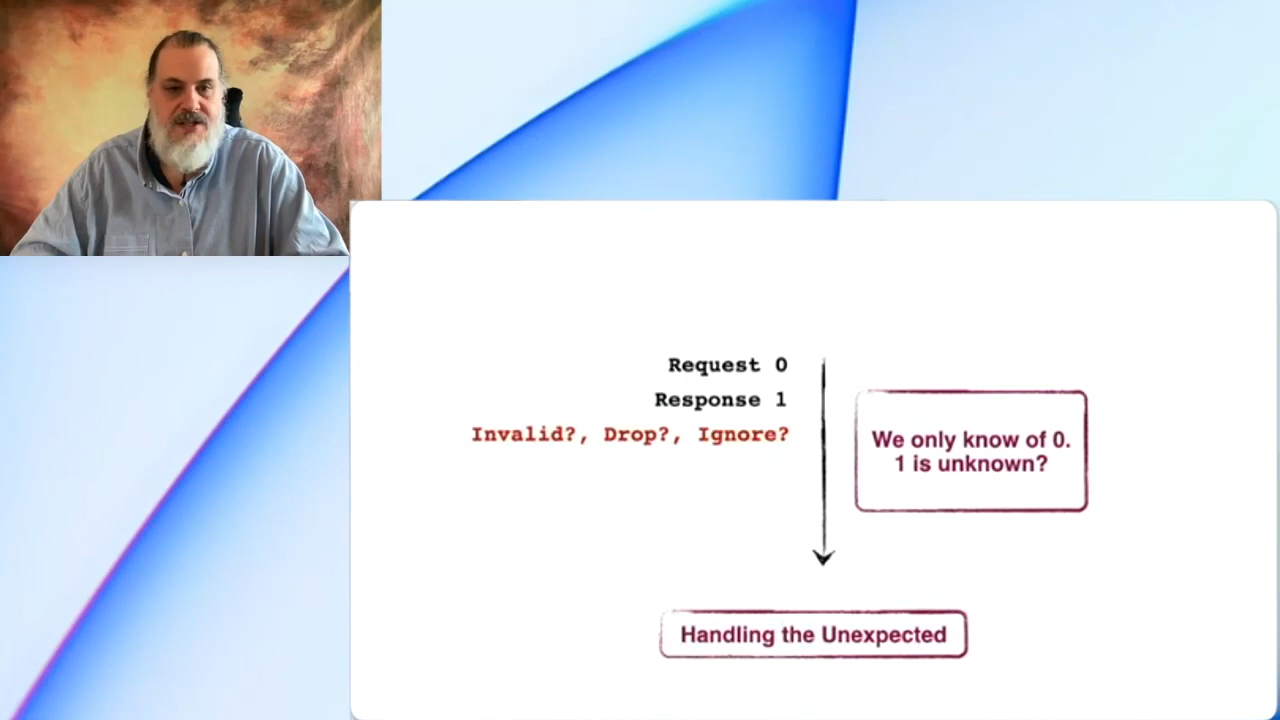 Request 0
Response 1
Invalid?, Drop?, Ignore?
We only know of 0.
1 is unknown?
Handling the Unexpected